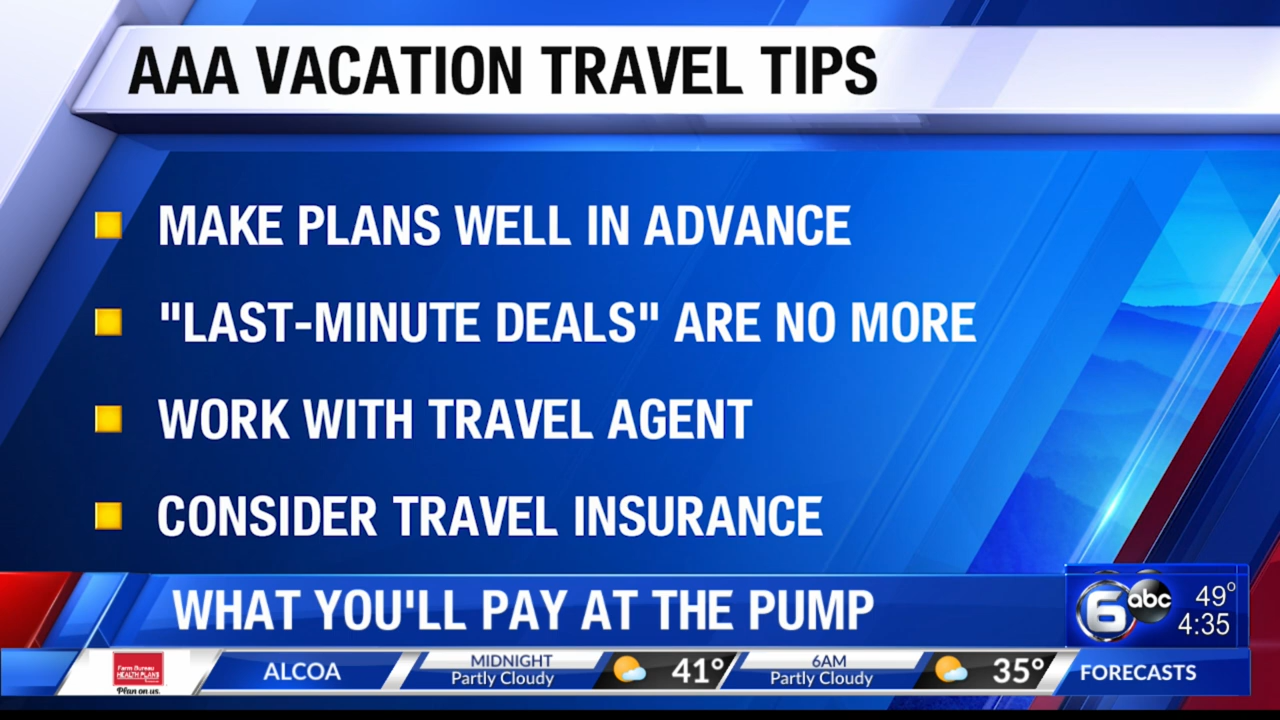 AAA VACATION TRAVEL TIPS
MAKE PLANS WELL IN ADVANCE
"LAST-MINUTE DEALS" ARE NO MORE
WORK WITH TRAVEL AGENT
CONSIDER TRAVEL INSURANCE
WHAT YOU'LL PAY AT THE PUMP
6 abc
49°
4:35
Farm Bureau
HEALTH PLANS
Plan on us.
ALCOA
MIDNIGHT
Partly Cloudy
41°
6AM
Partly Cloudy
35°
FORECASTS